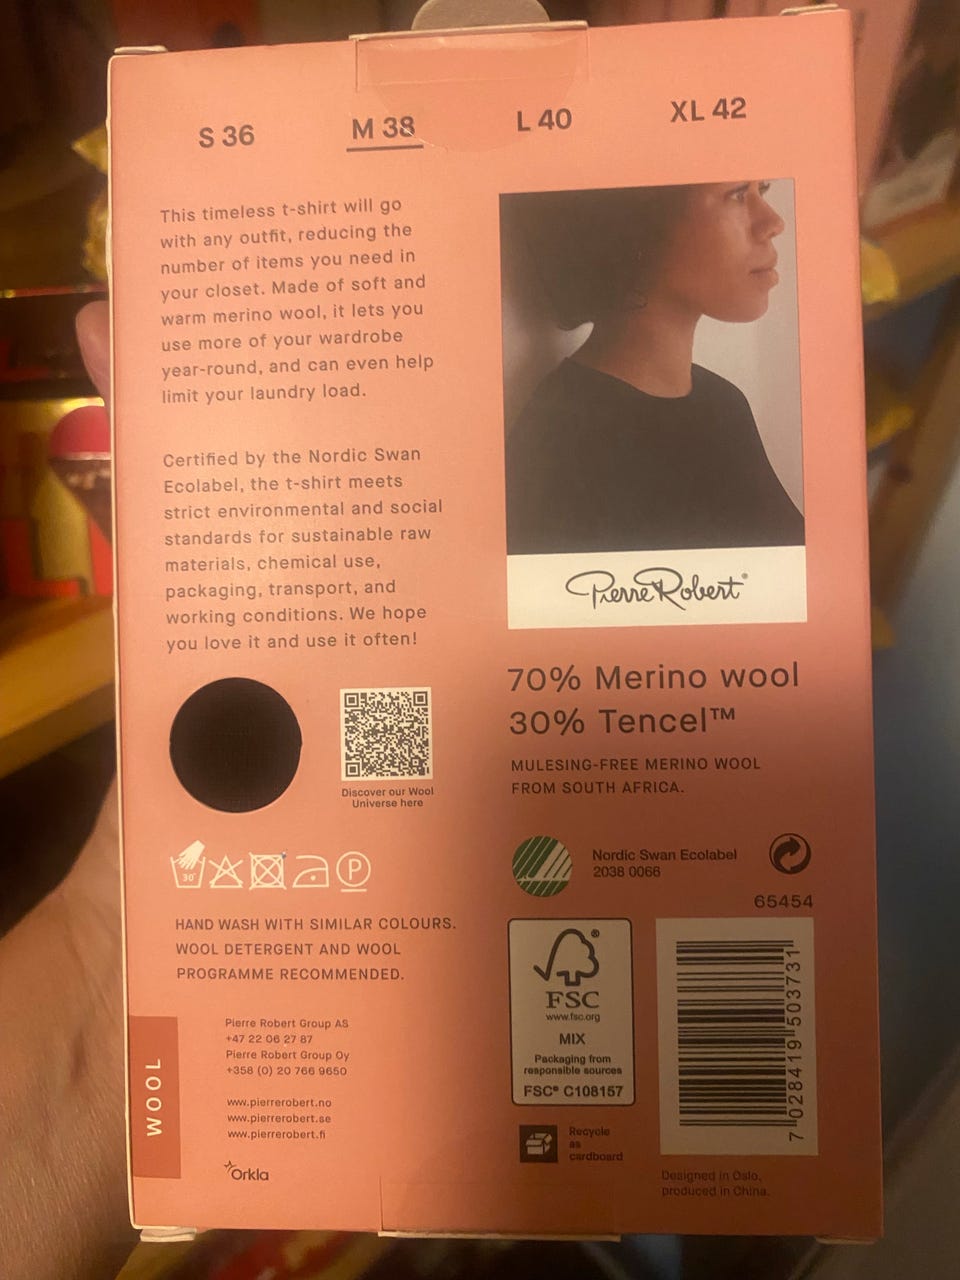 S 36
M 38
L 40
XL 42
This timeless t-shirt will go
with any outfit, reducing the
number of items you need in
your closet. Made of soft and
warm merino wool, it lets you
use more of your wardrobe
year-round, and can even help
limit your laundry load.
Certified by the Nordic Swan
Ecolabel, the t-shirt meets
strict environmental and social
standards for sustainable raw
materials, chemical use,
packaging, transport, and
working conditions. We hope
you love it and use it often!
Discover our Wool
Universe here
30°
P
HAND WASH WITH SIMILAR COLOURS.
WOOL DETERGENT AND WOOL
PROGRAMME RECOMMENDED.
WOOL
Pierre Robert Group AS
+47 22 06 27 87
Pierre Robert Group Oy
+358 (0) 20 766 9650
www.pierrerobert.no
www.pierrerobert.se
www.pierrerobert.fi
Orkla
Pierre Robert®
70% Merino wool
30% Tencel™
MULESING-FREE MERINO WOOL
FROM SOUTH AFRICA.
Nordic Swan Ecolabel
2038 0066
65454
®
FSC
www.fsc.org
MIX
Packaging from
responsible sources
FSC® C108157
7 028419 503731
Recycle
as
cardboard
Designed in Oslo,
produced in China.